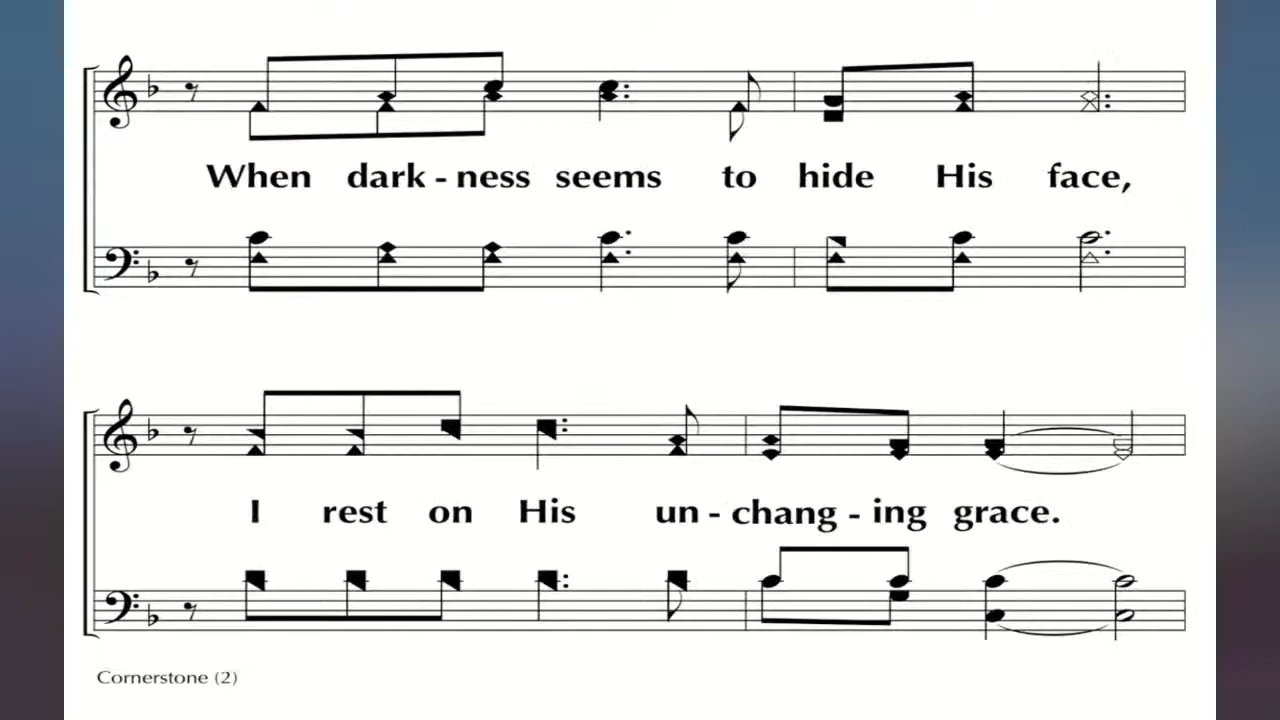 When dark - ness seems to hide His face,
I rest on His un - chang - ing grace.
Cornerstone (2)